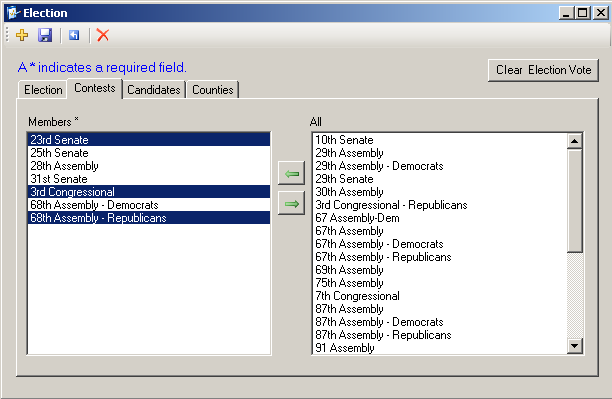 Election
A * indicates a required field.
Clear Election Vote
Election
Contests
Candidates
Counties
Members *
23rd Senate
25th Senate
28th Assembly
31st Senate
3rd Congressional
68th Assembly - Democrats
68th Assembly - Republicans
All
10th Senate
29th Assembly
29th Assembly - Democrats
29th Senate
30th Assembly
3rd Congressional - Republicans
67 Assembly-Dem
67th Assembly
67th Assembly - Democrats
67th Assembly - Republicans
69th Assembly
75th Assembly
7th Congressional
87th Assembly
87th Assembly - Democrats
87th Assembly - Republicans
91 Assembly